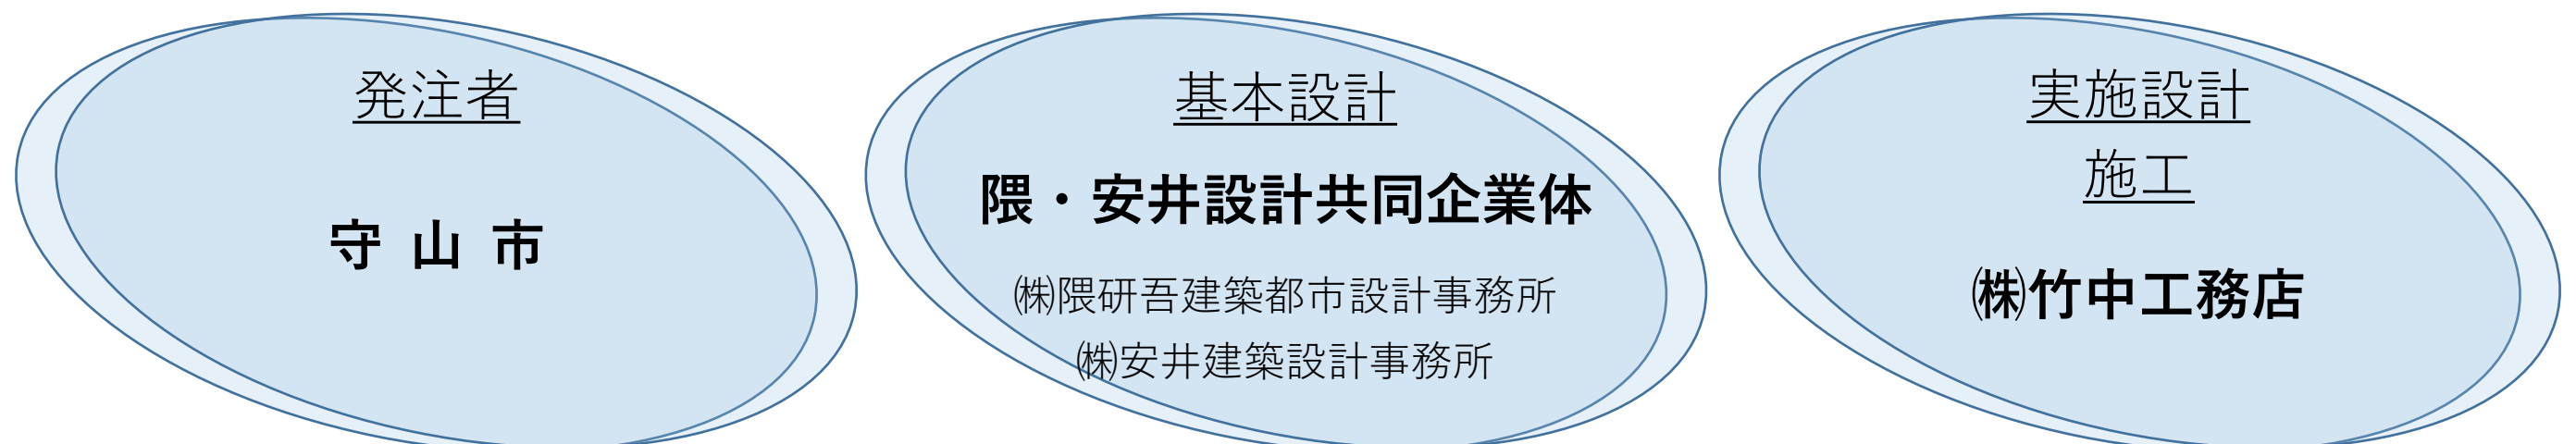 発注者
守 山 市
基本設計
隈・安井設計共同企業体
㈱隈研吾建築都市設計事務所
㈱安井建築設計事務所
実施設計
施工
㈱竹中工務店